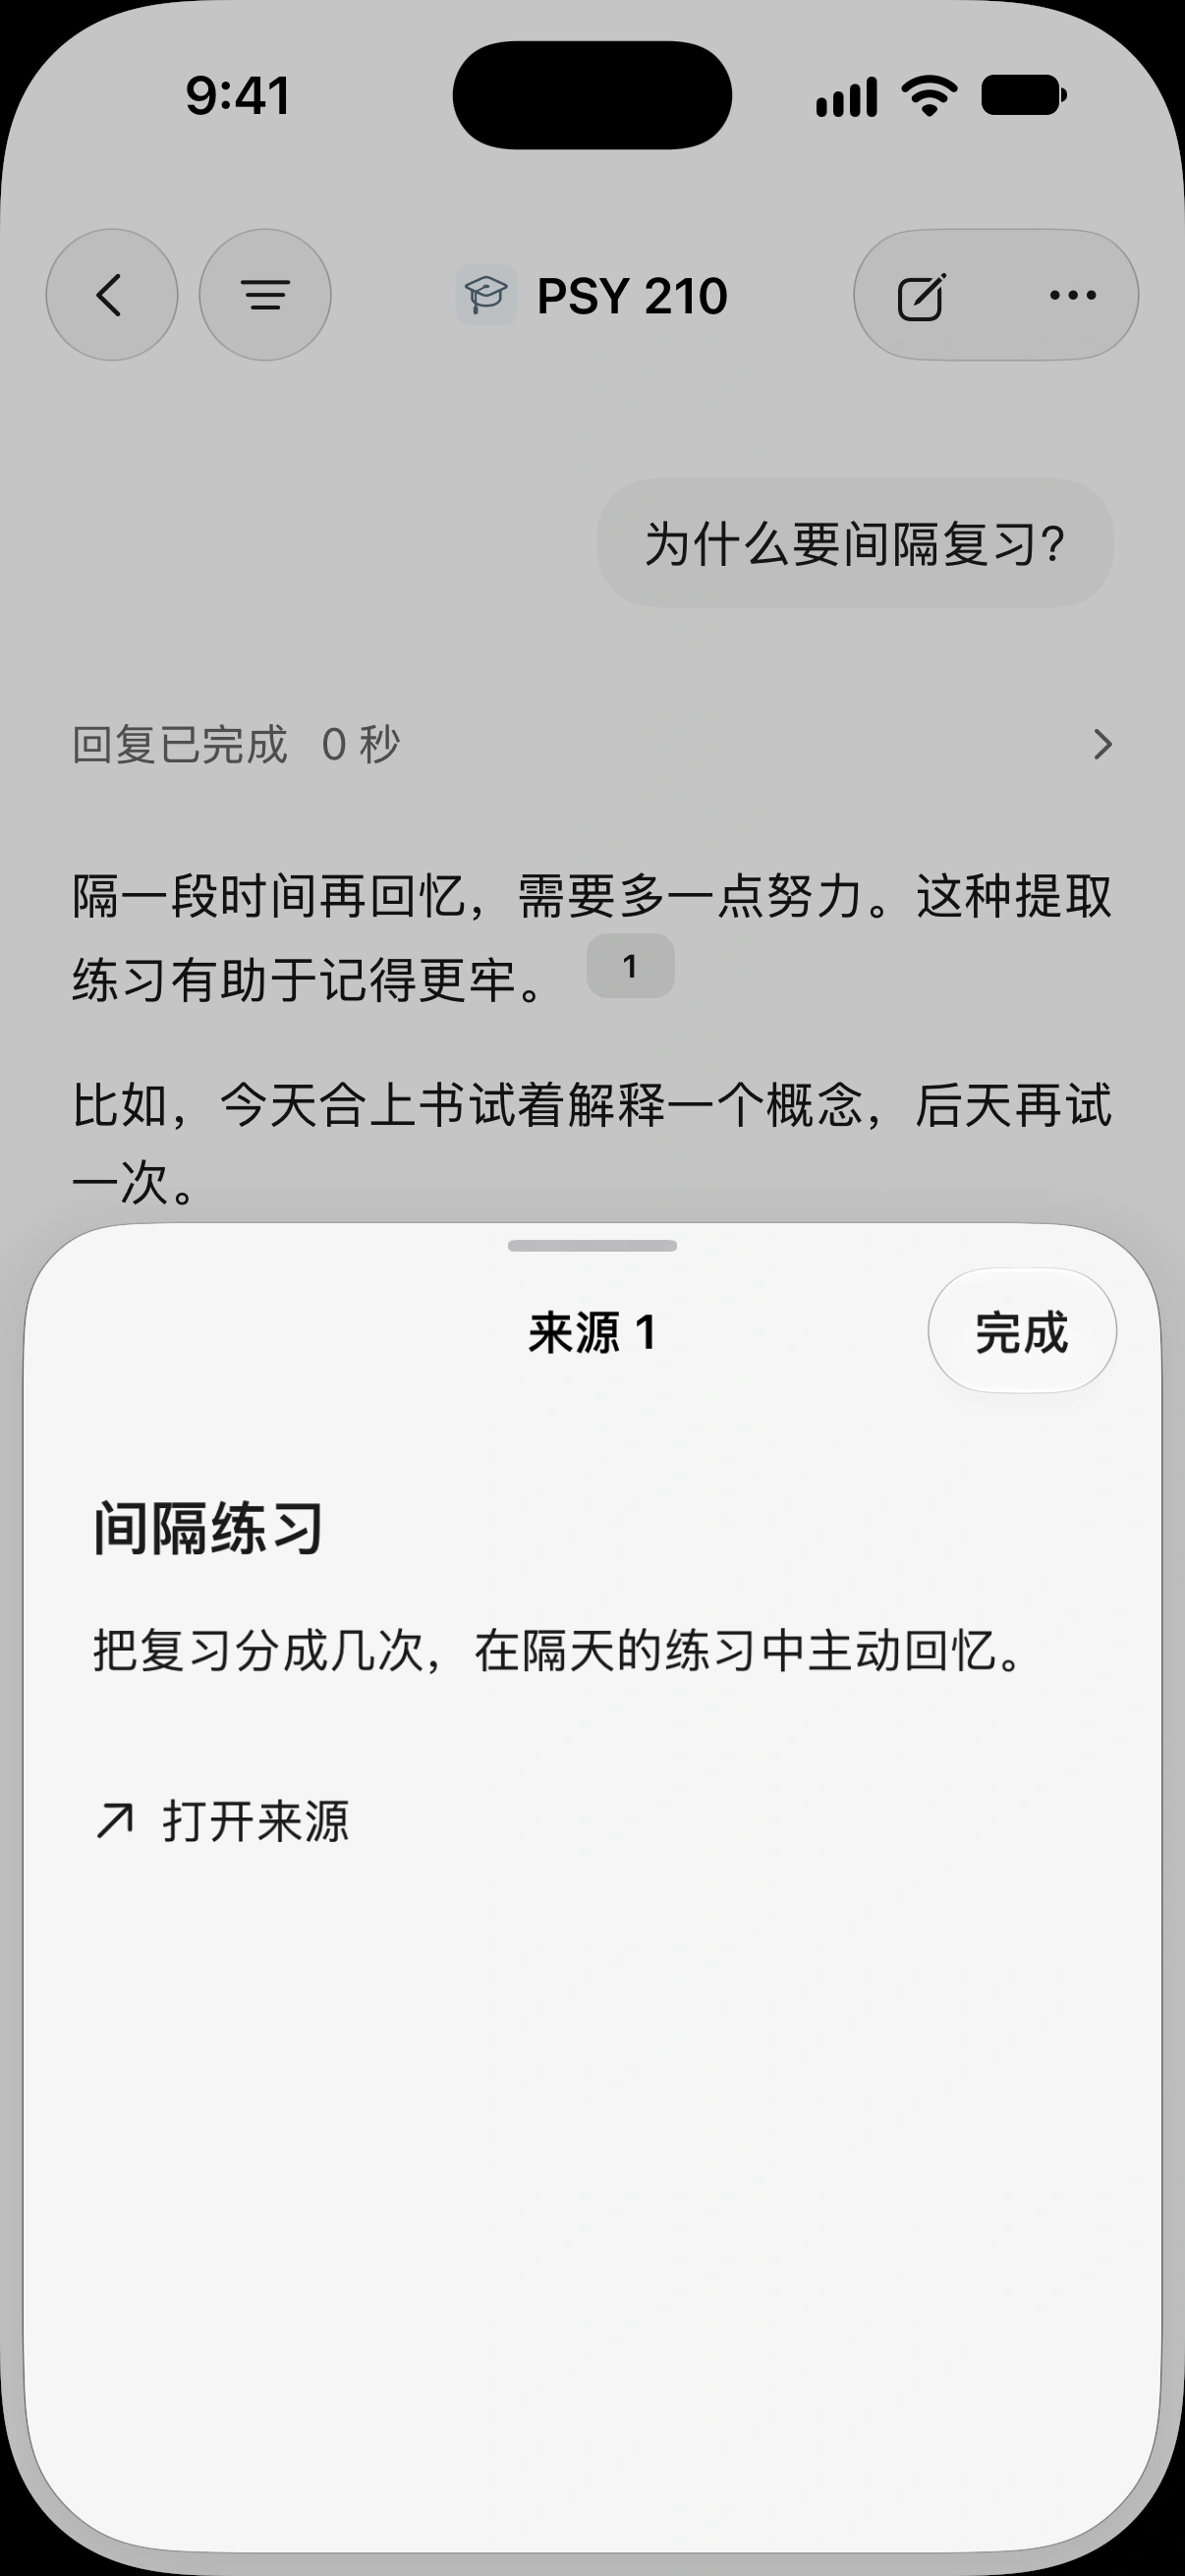 9:41
PSY 210
为什么要间隔复习?
回复已完成 0 秒
隔一段时间再回忆，需要多一点努力。这种提取
练习有助于记得更牢。 1
比如，今天合上书试着解释一个概念，后天再试
一次。
来源 1
完成
间隔练习
把复习分成几次，在隔天的练习中主动回忆。
打开来源